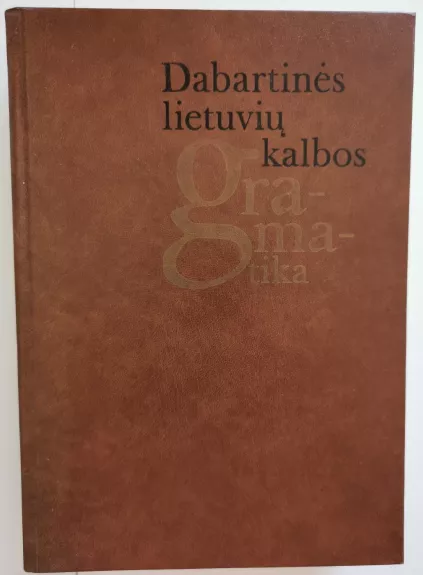 Dabartinės
lietuvių
kalbos
gra-
ma-
tika